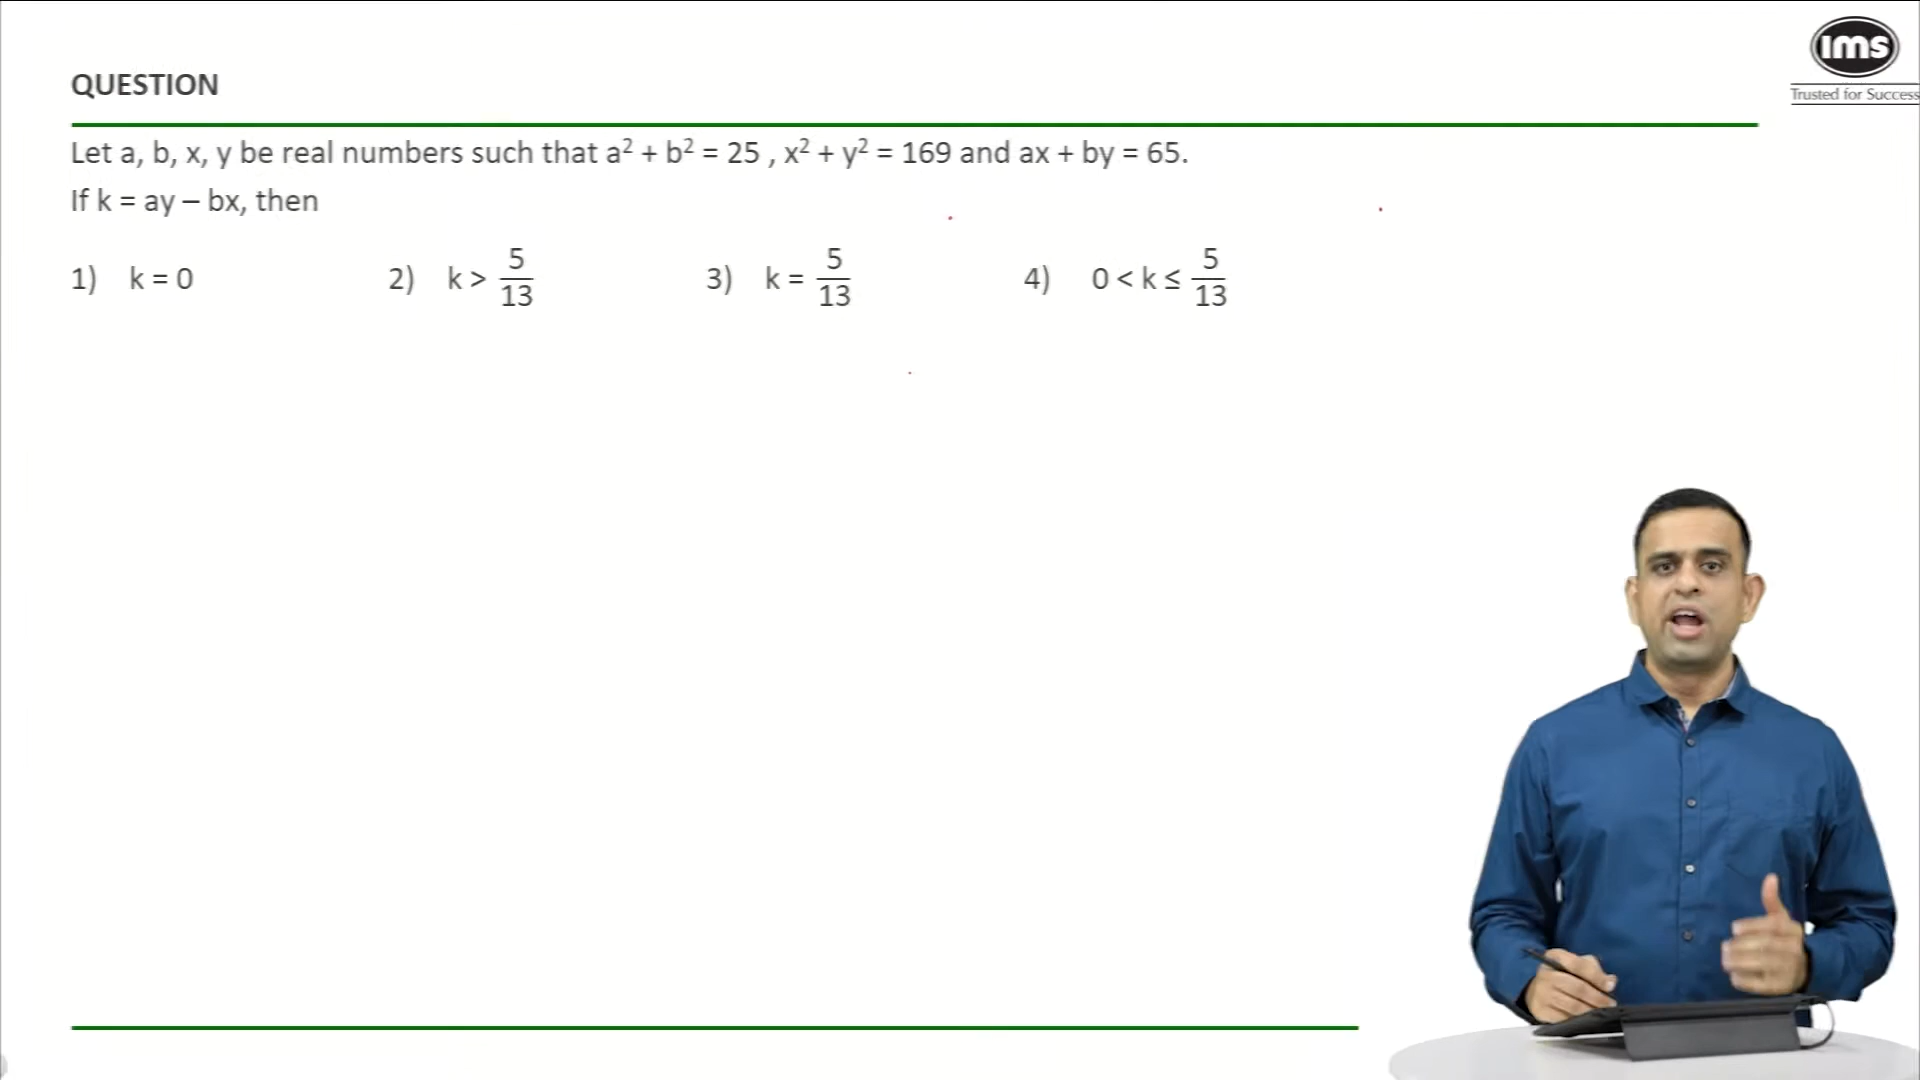 ims
Trusted for Success
QUESTION
Let a, b, x, y be real numbers such that a² + b² = 25 , x² + y² = 169 and ax + by = 65.
If k = ay – bx, then
1) k = 0 2) k > 5/13 3) k = 5/13 4) 0 < k ≤ 5/13